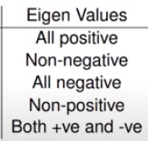 Eigen Values
All positive
Non-negative
All negative
Non-positive
Both +ve and -ve